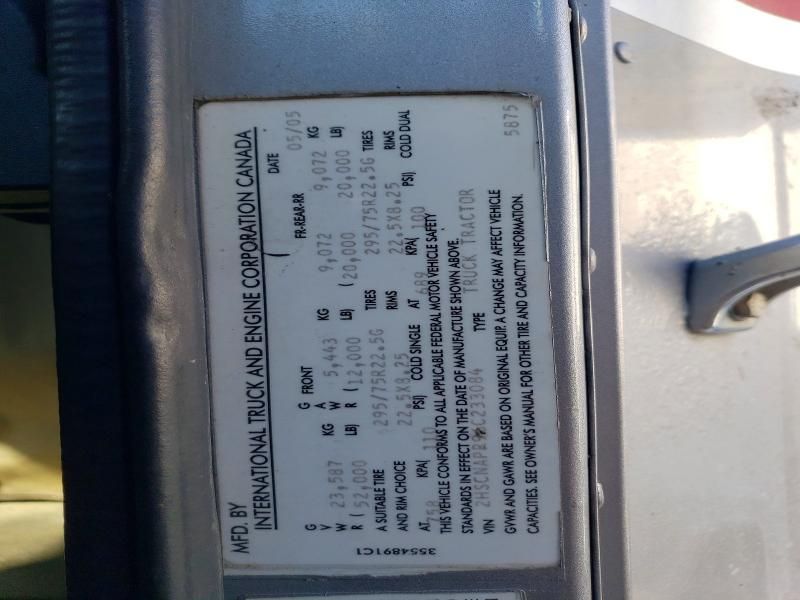 MFD. BY
INTERNATIONAL TRUCK AND ENGINE CORPORATION CANADA
DATE 05/05
G G FRONT FR-REAR-RR
V 23,587 KG A 5,443 KG 9,072 9,072 KG
W LB) W
R (52,000 R (12,000 LB) (20,000 20,000 LB)
A SUITABLE TIRE 295/75R22.5G TIRES 295/75R22.5G TIRES
AND RIM CHOICE 22.5X8.25 RIMS 22.5X8.25 RIMS
AT 758 KPA( 110 PSI) COLD SINGLE AT 689 KPA( 100 PSI) COLD DUAL
THIS VEHICLE CONFORMS TO ALL APPLICABLE FEDERAL MOTOR VEHICLE SAFETY
STANDARDS IN EFFECT ON THE DATE OF MANUFACTURE SHOWN ABOVE.
VIN TYPE TRUCK TRACTOR
GVWR AND GAWR ARE BASED ON ORIGINAL EQUIP. A CHANGE MAY AFFECT VEHICLE
CAPACITIES. SEE OWNER'S MANUAL FOR OTHER TIRE AND CAPACITY INFORMATION.
5875
3554891C1